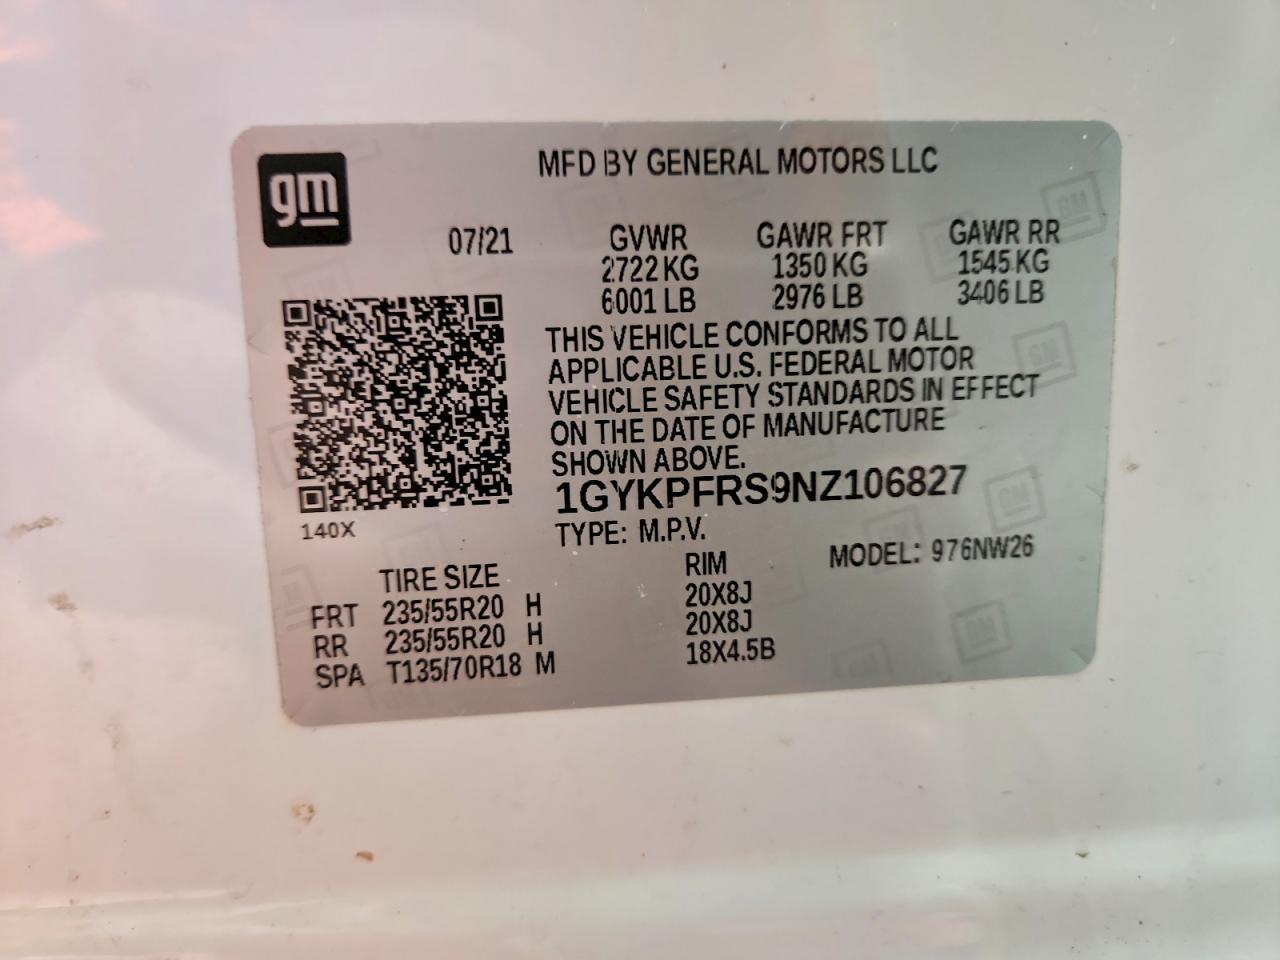 gm
MFD BY GENERAL MOTORS LLC
07/21 GVWR GAWR FRT GAWR RR
2722 KG 1350 KG 1545 KG
6001 LB 2976 LB 3406 LB
THIS VEHICLE CONFORMS TO ALL
APPLICABLE U.S. FEDERAL MOTOR
VEHICLE SAFETY STANDARDS IN EFFECT
ON THE DATE OF MANUFACTURE
SHOWN ABOVE.
1GYKPFRS9NZ106827
140X
TYPE: M.P.V. MODEL: 976NW26
TIRE SIZE RIM
FRT 235/55R20 H 20X8J
RR 235/55R20 H 20X8J
SPA T135/70R18 M 18X4.5B